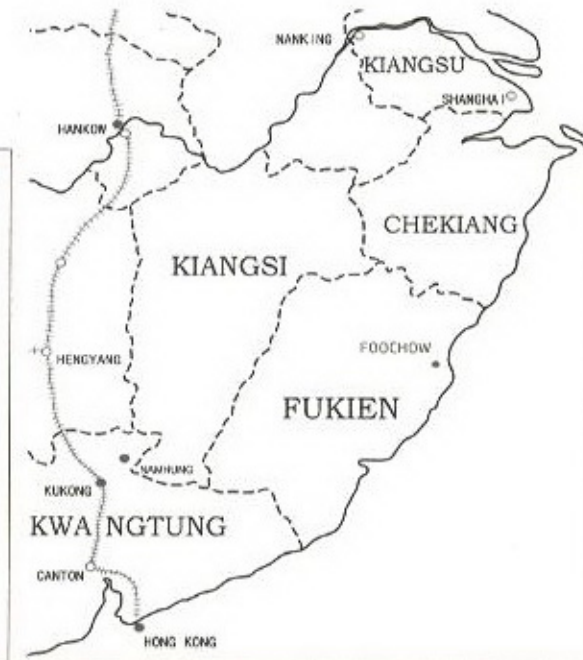 NANKING
KIANGSU
SHANGHAI
HANKOW
CHEKIANG
KIANGSI
FOOCHOW
HENGYANG
FUKIEN
NAMHUNG
KUKONG
KWANGTUNG
CANTON
HONG KONG